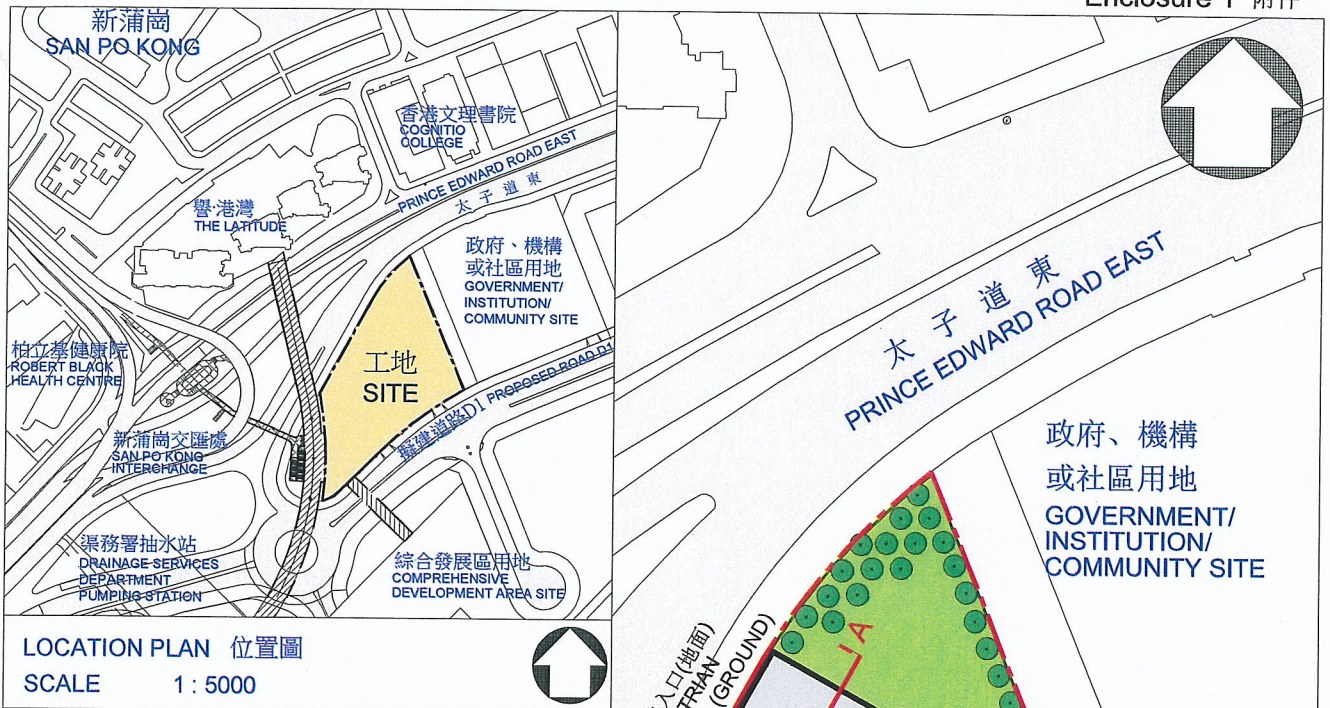 Enclosure 1 附件
新蒲崗
SAN PO KONG
香港文理書院
COGNITIO
COLLEGE
PRINCE EDWARD ROAD EAST
太子道東
譽‧港灣
THE LATITUDE
政府、機構
或社區用地
GOVERNMENT/
INSTITUTION/
COMMUNITY SITE
柏立基健康院
ROBERT BLACK
HEALTH CENTRE
工地
SITE
擬建道路D1 PROPOSED ROAD D1
新蒲崗交匯處
SAN PO KONG
INTERCHANGE
渠務署抽水站
DRAINAGE SERVICES
DEPARTMENT
PUMPING STATION
綜合發展區用地
COMPREHENSIVE
DEVELOPMENT AREA SITE
LOCATION PLAN 位置圖
SCALE 1 : 5000
太子道東
PRINCE EDWARD ROAD EAST
政府、機構
或社區用地
GOVERNMENT/
INSTITUTION/
COMMUNITY SITE
入口(地面)
TRIAN
(GROUND)
A